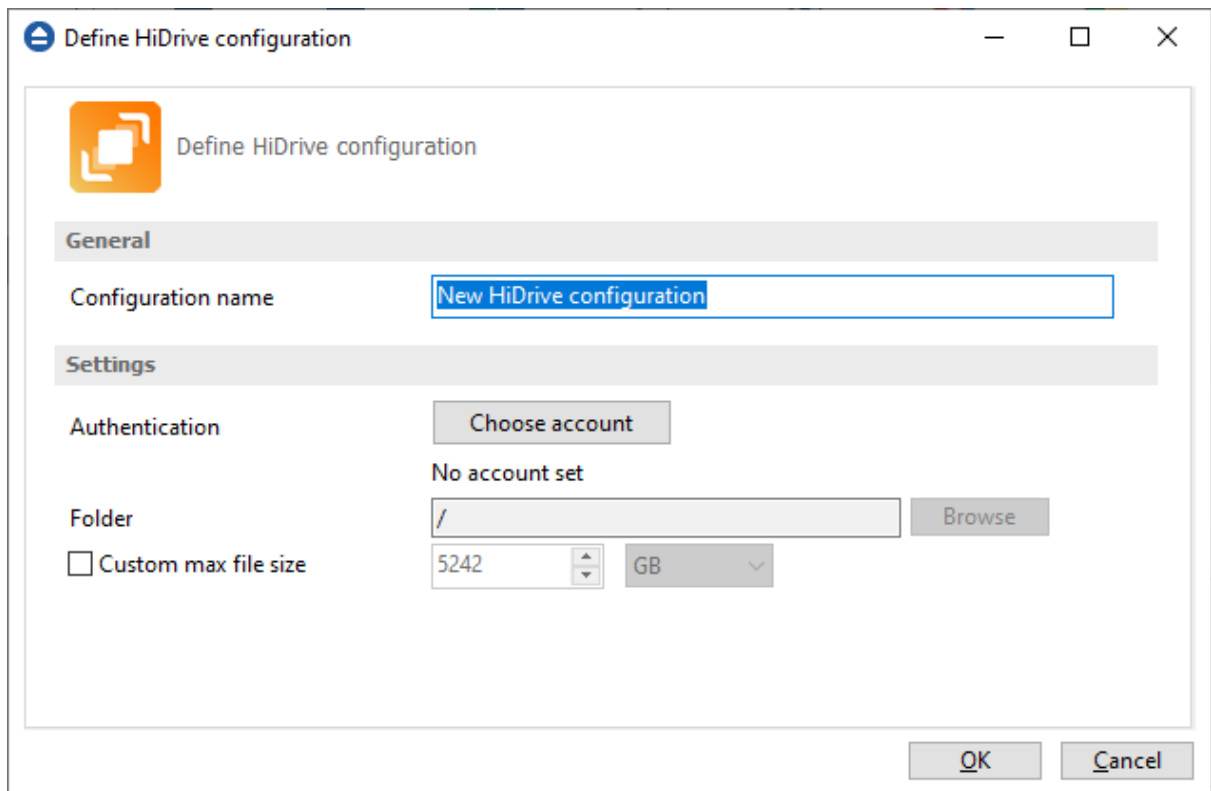 Define HiDrive configuration
Define HiDrive configuration
General
Configuration name New HiDrive configuration
Settings
Authentication Choose account
No account set
Folder / Browse
Custom max file size 5242 GB
OK Cancel